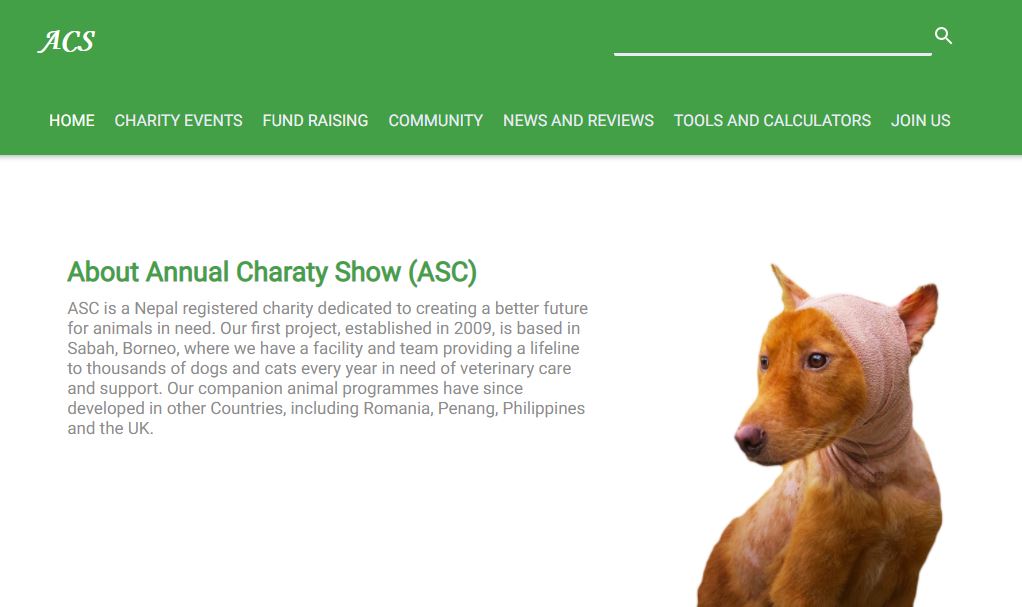 ACS
HOME CHARITY EVENTS FUND RAISING COMMUNITY NEWS AND REVIEWS TOOLS AND CALCULATORS JOIN US
About Annual Charaty Show (ASC)
ASC is a Nepal registered charity dedicated to creating a better future
for animals in need. Our first project, established in 2009, is based in
Sabah, Borneo, where we have a facility and team providing a lifeline
to thousands of dogs and cats every year in need of veterinary care
and support. Our companion animal programmes have since
developed in other Countries, including Romania, Penang, Philippines
and the UK.